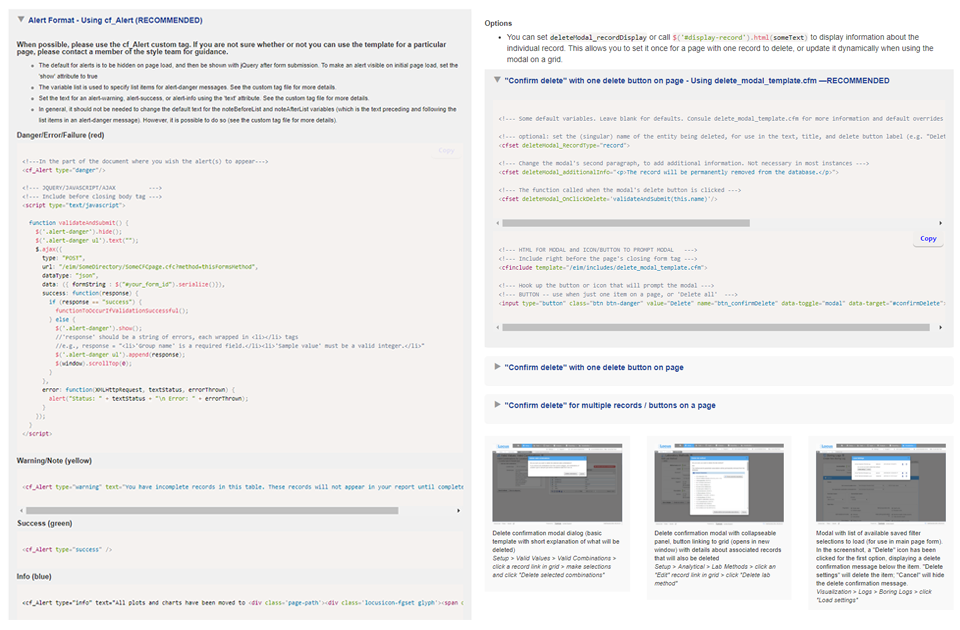 Alert Format - Using cf_Alert (RECOMMENDED)
When possible, please use the cf_Alert custom tag. If you are not sure whether or not you can use the template for a particular
page, please contact a member of the style team for guidance.
The default for alerts is to be hidden on page load, and then be shown with jQuery after form submission. To make an alert visible on initial page load, set the
'show' attribute to true
The variable list is used to specify list items for alert-danger messages. See the custom tag file for more details.
Set the text for an alert-warning, alert-success, or alert-info using the 'text' attribute. See the custom tag file.
In general, it should not be needed to change the default text for the noteBeforeList and noteAfterList variables (which is the text preceding and following the
list items in an alert-danger message). However, it is possible to do so (see the custom tag file for more details).
Danger/Error/Failure (red)
Copy
<!---In the part of the document where you wish the alert(s) to appear--->
<cf_Alert type="danger"/>
<!--- JQUERY/JAVASCRIPT/AJAX --->
<!--- Include before closing body tag --->
<script type="text/javascript">
function validateAndSubmit() {
$('.alert-danger').hide();
$('.alert-danger ul').text("");
$.ajax({
type: "POST",
url: "/eim/SomeDirectory/SomeCFCpage.cfc?method=thisFormsMethod",
dataType: "json",
data: ({ formString : $("#your_form_id").serialize()}),
success: function(response) {
if (response == "success") {
functionToOccurIfValidationSuccessful();
} else {
$('.alert-danger').show();
//'response' should be a string of errors, each wrapped in <li></li> tags
//e.g., response = "<li>'Group name' is a required field.</li><li>'Sample value' must be a valid integer.</li>"
$('.alert-danger ul').append(response);
$(window).scrollTop(0);
}
},
error: function(XMLHttpRequest, textStatus, errorThrown) {
alert("Status: " + textStatus + "\n Error: " + errorThrown);
}
});
}
</script>
Warning/Note (yellow)
<cf_Alert type="warning" text="You have incomplete records in this table. These records will not appear in your report until complete
Success (green)
<cf_Alert type="success" />
Info (blue)
<cf_Alert type="info" text="All plots and charts have been moved to <div class='page-path'><div class='locusicon-fgset glyph'><span c
Options
You can set deleteModal_recordDisplay or call $('#display-record').html(someText) to display information about the
individual record. This allows you to set it once for a page with one record to delete, or update it dynamically when using the
modal on a grid.
"Confirm delete" with one delete button on page - Using delete_modal_template.cfm —RECOMMENDED
<!--- Some default variables. Leave blank for defaults. Consule delete_modal_template.cfm for more information and default overrides
<!--- optional: set the (singular) name of the entity being deleted, for use in the text, title, and delete button label (e.g. "Delet
<cfset deleteModal_RecordType="record">
<!--- Change the modal's second paragraph, to add additional information. Not necessary in most instances --->
<cfset deleteModal_additionalInfo="<p>The record will be permanently removed from the database.</p>">
<!--- The function called when the modal's delete button is clicked --->
<cfset deleteModal_OnClickDelete='validateAndSubmit(this.name)'/>
Copy
<!--- HTML FOR MODAL and ICON/BUTTON TO PROMPT MODAL --->
<!--- Include right before the page's closing form tag --->
<cfinclude template="/eim/includes/delete_modal_template.cfm">
<!--- Hook up the button or icon that will prompt the modal --->
<!--- BUTTON -- use when just one item on a page, or 'Delete all' --->
<input type="button" class="btn btn-danger" value="Delete" name="btn_confirmDelete" data-toggle="modal" data-target="#confirmDelete":
"Confirm delete" with one delete button on page
"Confirm delete" for multiple records / buttons on a page
Delete confirmation modal dialog (basic
template with short explanation of what will be
deleted)
Setup > Valid Values > Valid Combinations >
click a record link in grid > make selections
and click "Delete selected combinations"
Delete confirmation modal with collapseable
panel, button linking to grid (opens in new
window) with details about associated records
that will also be deleted
Setup > Analytical > Lab Methods > click an
"Edit" record link in grid > click "Delete lab
method"
Modal with list of available saved filter
selections to load (for use in main page form).
In the screenshot, a "Delete" icon has been
clicked for the first option, displaying a delete
confirmation message below the item. "Delete
settings" will delete the item; "Cancel" will hide
the delete confirmation message.
Visualization > Logs > Boring Logs > click
"Load settings"